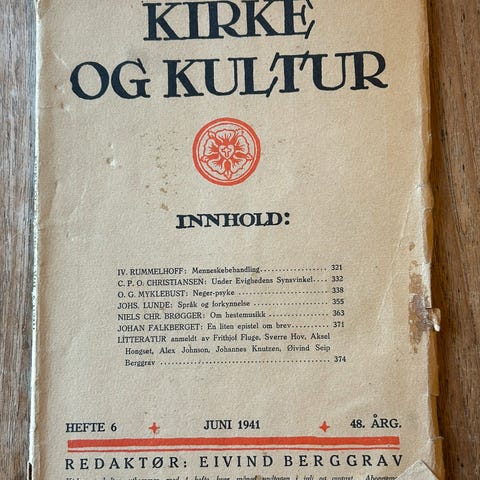 KIRKE
OG KULTUR
INNHOLD:
IV. RUMMELHOFF: Menneskebehandling 321
C. P. O. CHRISTIANSEN: Under Evighedens Synsvinkel 332
O. G. MYKLEBUST: Neger-psyke 338
JOHS. LUNDE: Språk og forkynnelse 355
NIELS CHR. BRØGGER: Om hestemusikk 363
JOHAN FALKBERGET: En liten epistel om brev 371
LITTERATUR anmeldt av Frithjof Fluge, Sverre Hov, Aksel
Hongset, Alex Johnson, Johannes Knutzen, Øivind Seip
Berggrav 374
HEFTE 6 JUNI 1941 48. ÅRG.
REDAKTØR: EIVIND BERGGRAV